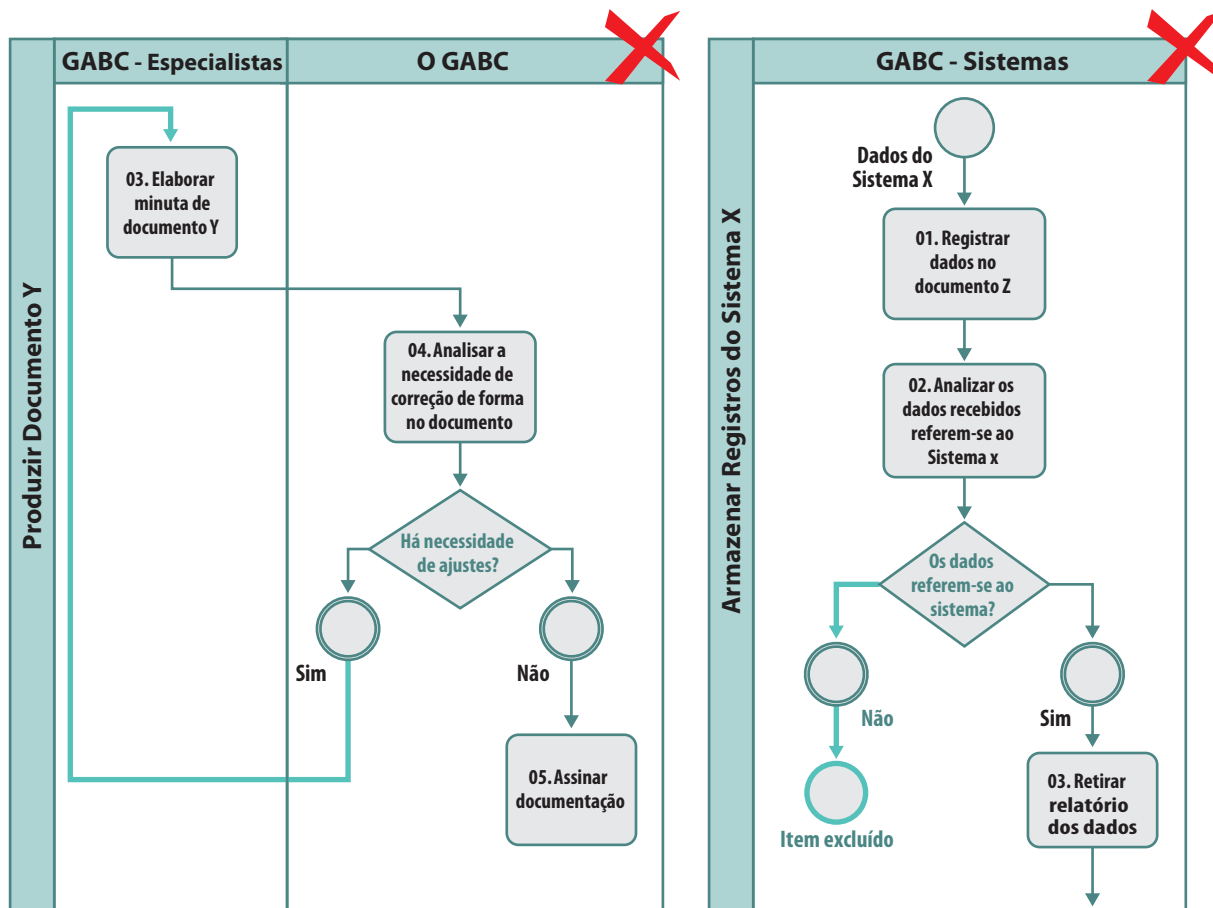 GABC - Especialistas
O GABC
Produzir Documento Y
03. Elaborar
minuta de
documento Y
04. Analisar a
necessidade de
correção de forma
no documento
Há necessidade
de ajustes?
Sim
Não
05. Assinar
documentação
GABC - Sistemas
Armazenar Registros do Sistema X
Dados do
Sistema X
01. Registrar
dados no
documento Z
02. Analizar os
dados recebidos
referem-se ao
Sistema x
Os dados
referem-se ao
sistema?
Não
Sim
Item excluído
03. Retirar
relatório
dos dados